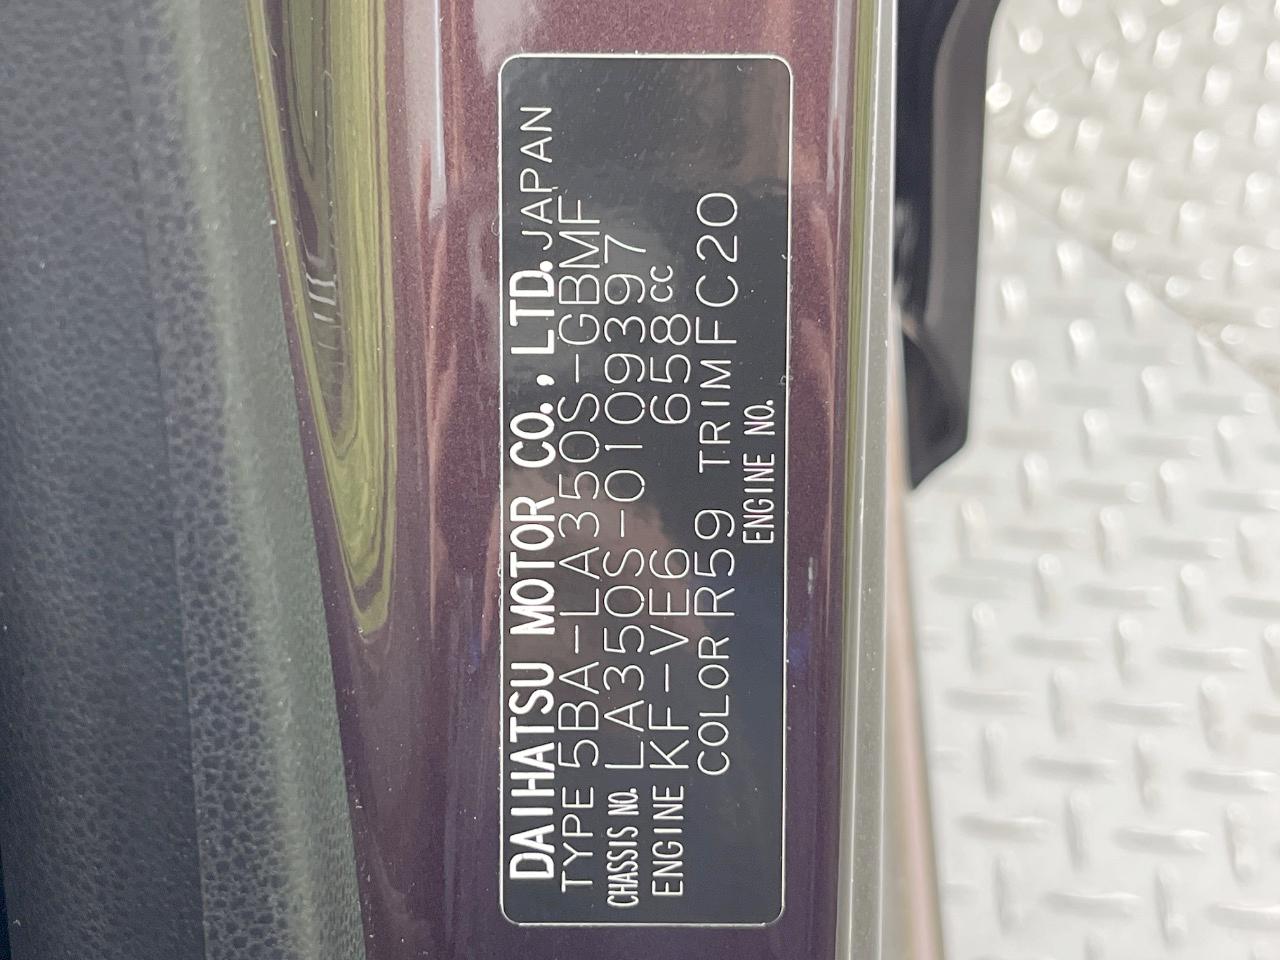 DAIHATSU MOTOR CO., LTD. JAPAN
TYPE 5BA-LA350S-GBMF
CHASSIS NO. LA350S-0109397
ENGINE KF-VE6 658cc
COLOR R59 TRIM FC20
ENGINE NO.